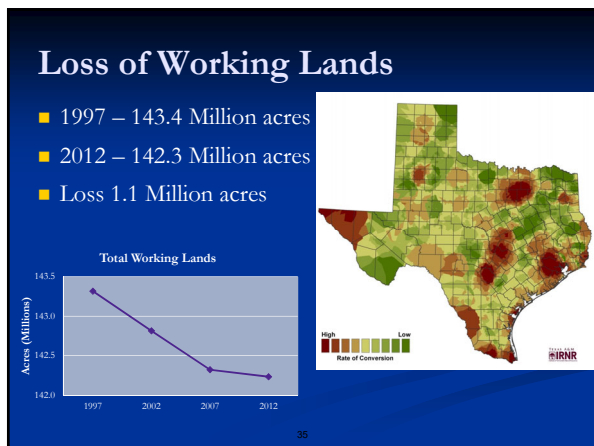 Loss of Working Lands
1997 – 143.4 Million acres
2012 – 142.3 Million acres
Loss 1.1 Million acres
Total Working Lands
Acres (Millions)
143.5
143.0
142.5
142.0
1997 2002 2007 2012
High Low
Rate of Conversion
TEXAS A&M
IRNR
35